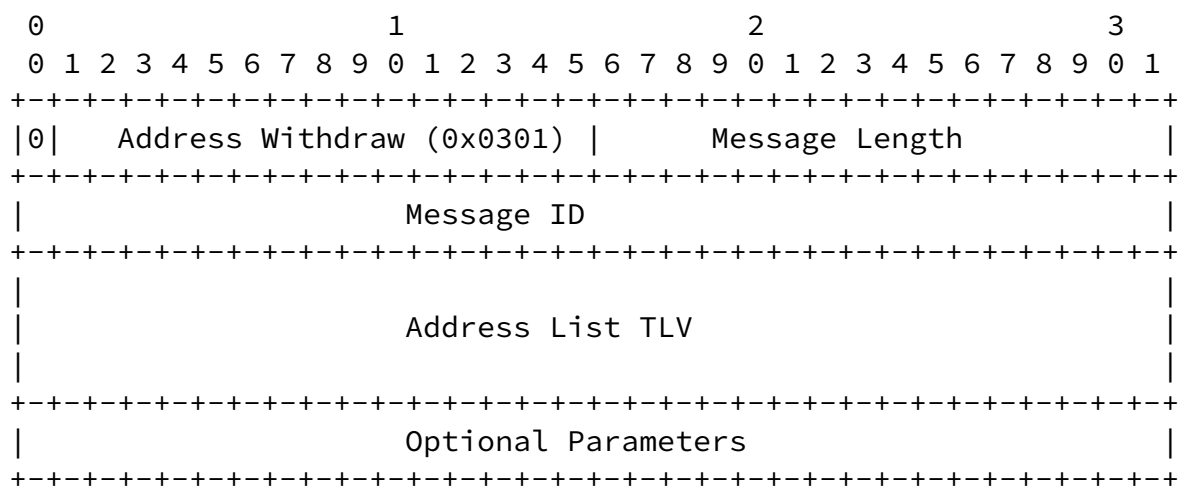 0                   1                   2                   3
 0 1 2 3 4 5 6 7 8 9 0 1 2 3 4 5 6 7 8 9 0 1 2 3 4 5 6 7 8 9 0 1
+-+-+-+-+-+-+-+-+-+-+-+-+-+-+-+-+-+-+-+-+-+-+-+-+-+-+-+-+-+-+-+-+
|0|   Address Withdraw (0x0301) |      Message Length           |
+-+-+-+-+-+-+-+-+-+-+-+-+-+-+-+-+-+-+-+-+-+-+-+-+-+-+-+-+-+-+-+-+
|                     Message ID                                |
+-+-+-+-+-+-+-+-+-+-+-+-+-+-+-+-+-+-+-+-+-+-+-+-+-+-+-+-+-+-+-+-+
|                                                               |
|                     Address List TLV                          |
|                                                               |
+-+-+-+-+-+-+-+-+-+-+-+-+-+-+-+-+-+-+-+-+-+-+-+-+-+-+-+-+-+-+-+-+
|                     Optional Parameters                       |
+-+-+-+-+-+-+-+-+-+-+-+-+-+-+-+-+-+-+-+-+-+-+-+-+-+-+-+-+-+-+-+-+